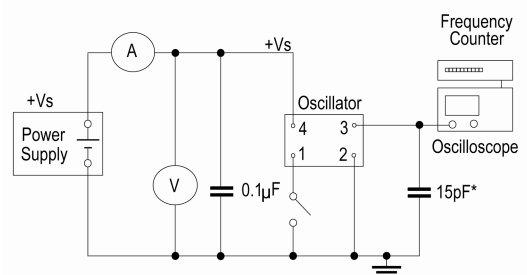 Frequency
Counter
A
+Vs
+Vs
Oscillator
Power
Supply
4
3
1
2
Oscilloscope
V
0.1µF
15pF*